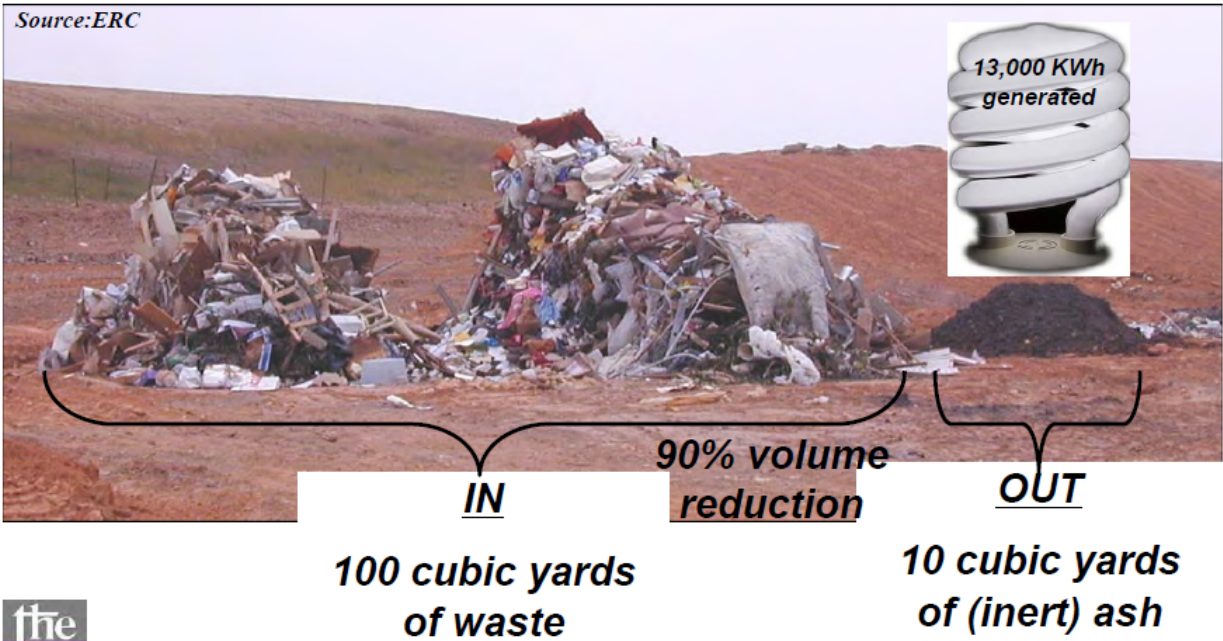 Source:ERC
13,000 KWh
generated
90% volume
reduction
IN
OUT
100 cubic yards
of waste
10 cubic yards
of (inert) ash
the